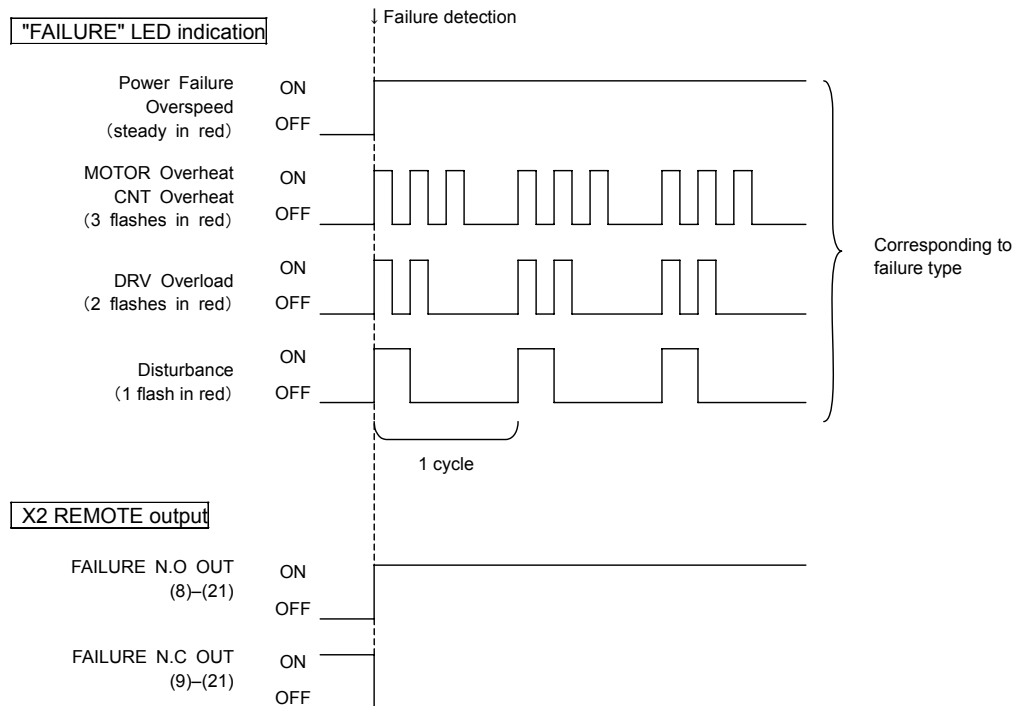 ↓ Failure detection
"FAILURE" LED indication
Power Failure
Overspeed
(steady in red)
ON
OFF
MOTOR Overheat
CNT Overheat
(3 flashes in red)
ON
OFF
DRV Overload
(2 flashes in red)
ON
OFF
Disturbance
(1 flash in red)
ON
OFF
Corresponding to
failure type
1 cycle
X2 REMOTE output
FAILURE N.O OUT
(8)–(21)
ON
OFF
FAILURE N.C OUT
(9)–(21)
ON
OFF